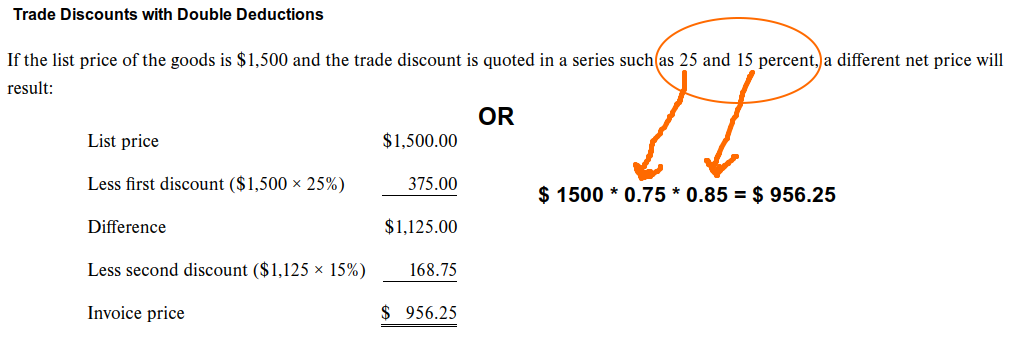 Trade Discounts with Double Deductions
If the list price of the goods is $1,500 and the trade discount is quoted in a series such as 25 and 15 percent, a different net price will
result:
OR
List price $1,500.00
Less first discount ($1,500 × 25%) 375.00
$ 1500 * 0.75 * 0.85 = $ 956.25
Difference $1,125.00
Less second discount ($1,125 × 15%) 168.75
Invoice price $ 956.25